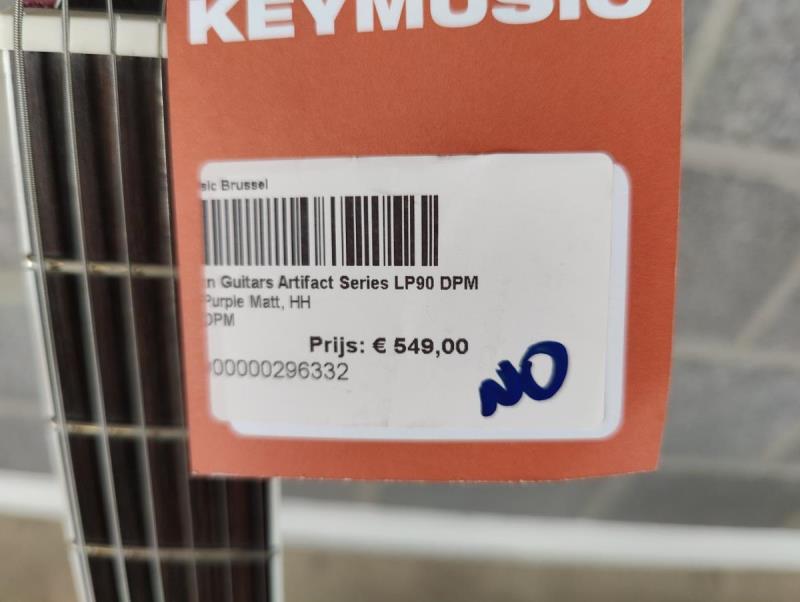 KEYMUSIC
sic Brussel
n Guitars Artifact Series LP90 DPM
Purple Matt, HH
DPM
Prijs: € 549,00
00000296332
NO